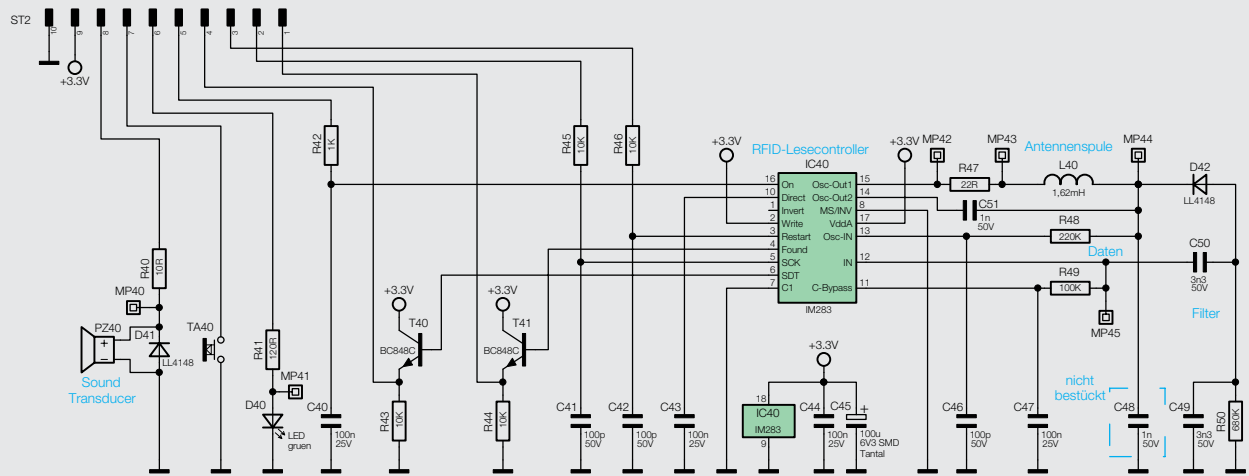 ST2
10 9 8 7 6 5 4 3 2 1
+3.3V
R42 1K
R45 10K
R46 10K
+3.3V
RFID-Lesecontroller
IC40
+3.3V
MP42
MP43
Antennenspule
MP44
R47
22R
L40
1,62mH
D42
LL4148
16 On
10 Direct
1 Invert
2 Write
3 Restart
4 Found
5 SCK
6 SDT
7 C1
Osc-Out1 15
Osc-Out2 14
MS/INV 8
VddA 17
Osc-IN 13
IN 12
C-Bypass 11
IM283
C51
1n
50V
R48
220K
Daten
R49
100K
MP45
C50
3n3
50V
Filter
R40 10R
MP40
PZ40
+
−
D41
LL4148
Sound
Transducer
TA40
R41 120R
MP41
D40
LED
gruen
C40
100n
25V
+3.3V
T40
BC848C
R43 10K
+3.3V
T41
BC848C
R44 10K
C41
100p
50V
C42
100p
50V
C43
100n
25V
+3.3V
18
IC40
IM283
9
C44
100n
25V
C45
+
100u
6V3 SMD
Tantal
C46
100p
50V
C47
100n
25V
nicht
bestückt
C48
1n
50V
C49
3n3
50V
R50 680K